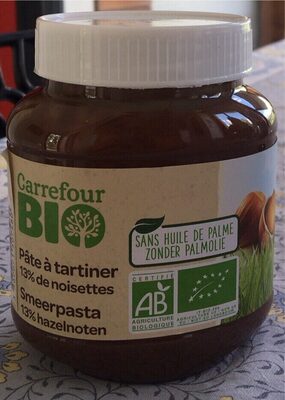 Carrefour
BIO
Pâte à tartiner
13% de noisettes
Smeerpasta
13% hazelnoten
SANS HUILE DE PALME
ZONDER PALMOLIE
CERTIFIÉ
AB
AGRICULTURE
BIOLOGIQUE